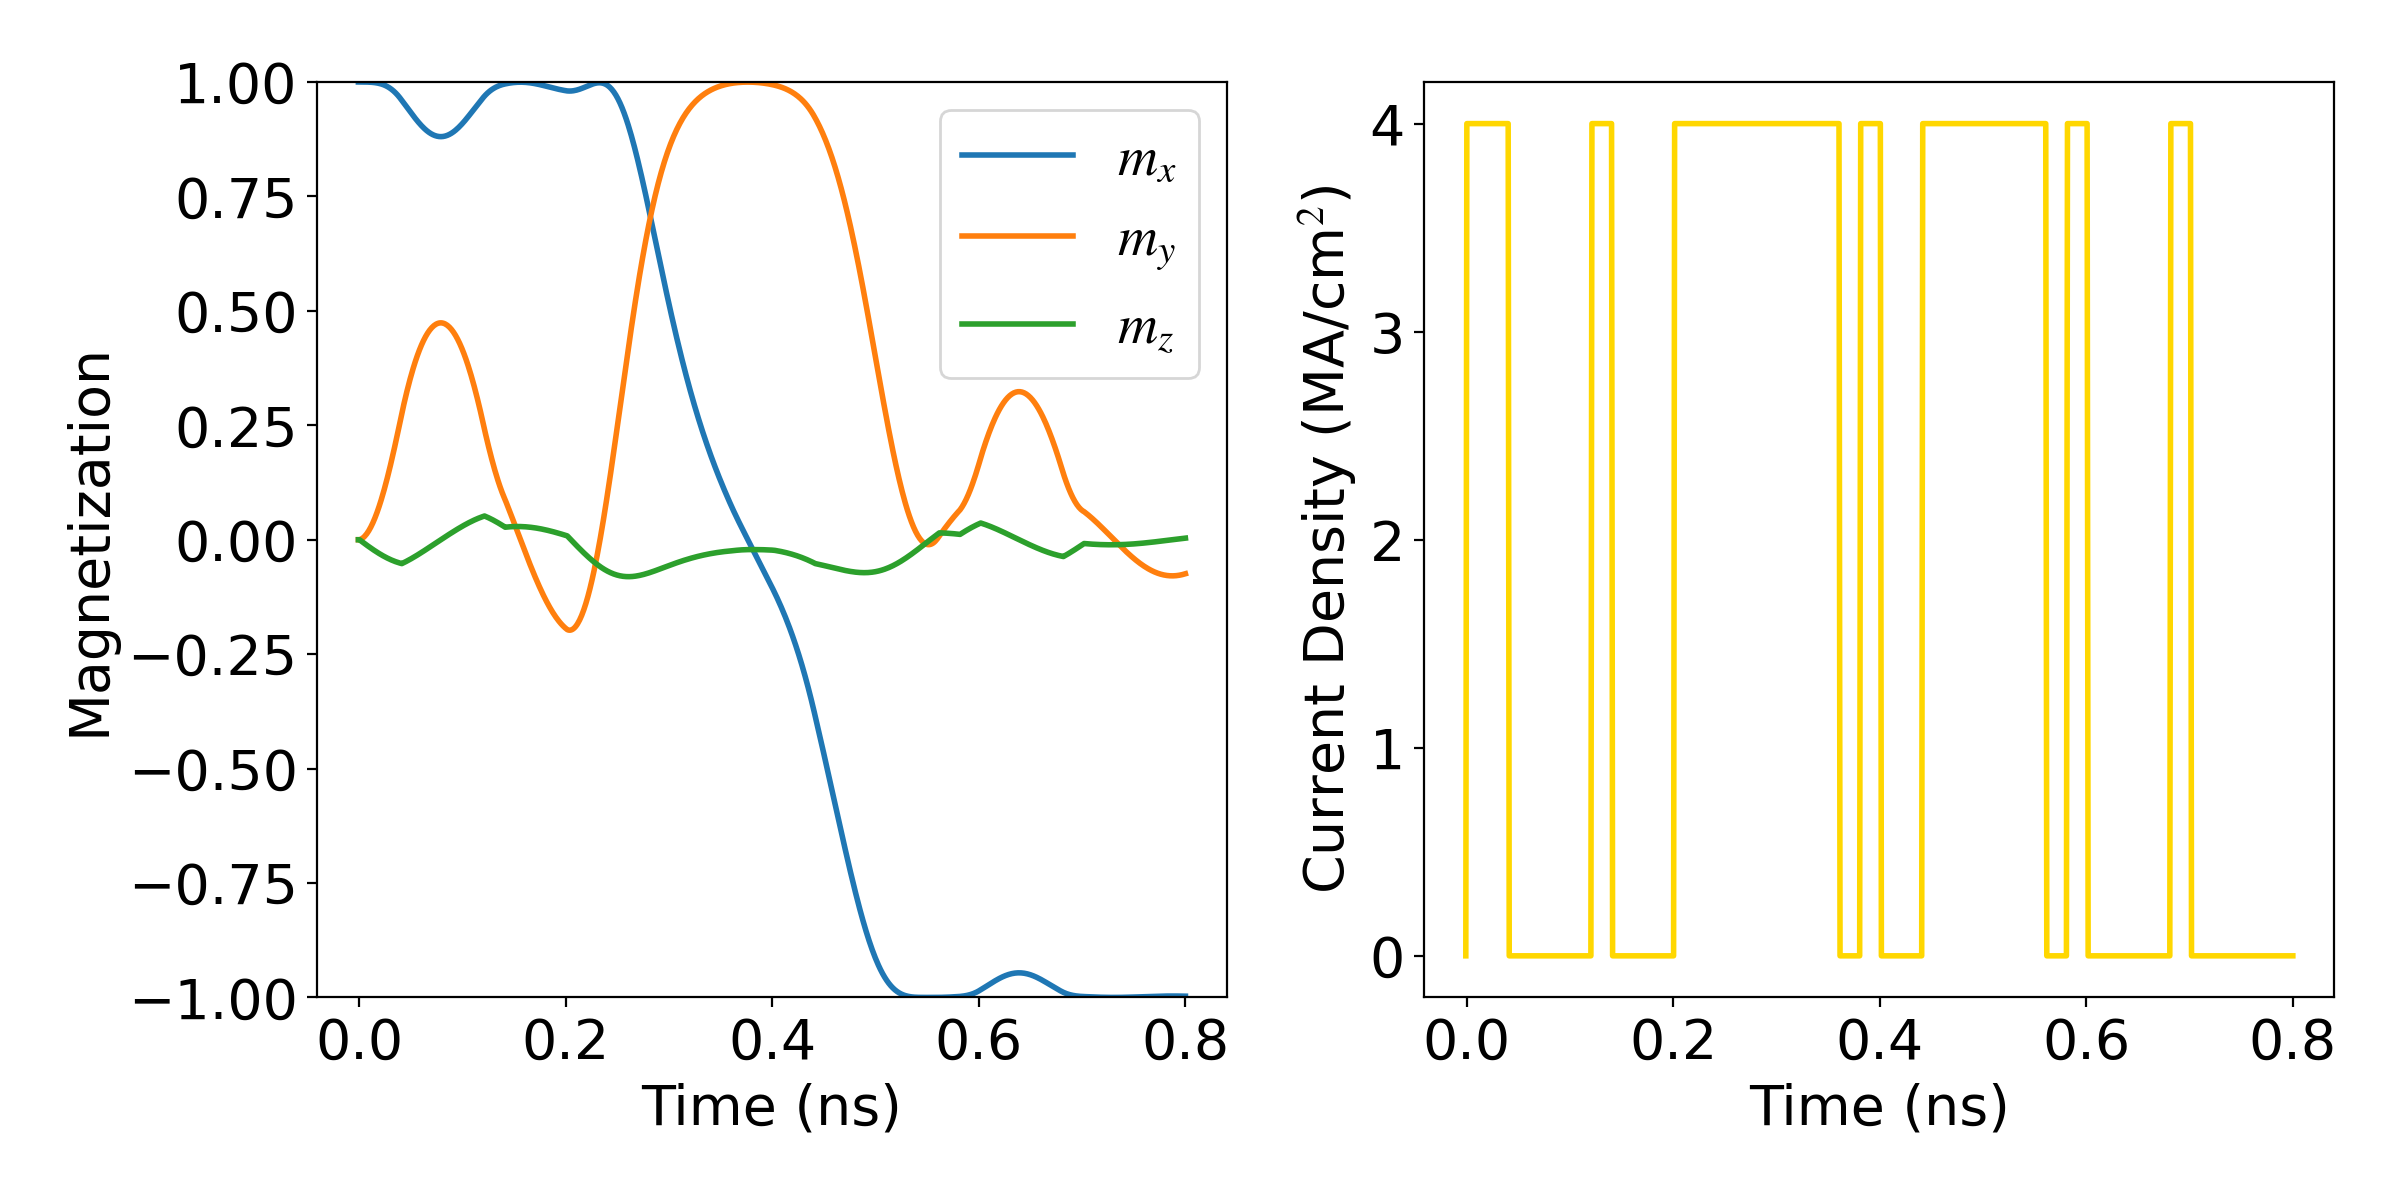 1.00
0.75
0.50
0.25
0.00
−0.25
−0.50
−0.75
−1.00
Magnetization
0.0 0.2 0.4 0.6 0.8
Time (ns)
m_x
m_y
m_z
4
3
2
1
0
Current Density (MA/cm²)
0.0 0.2 0.4 0.6 0.8
Time (ns)